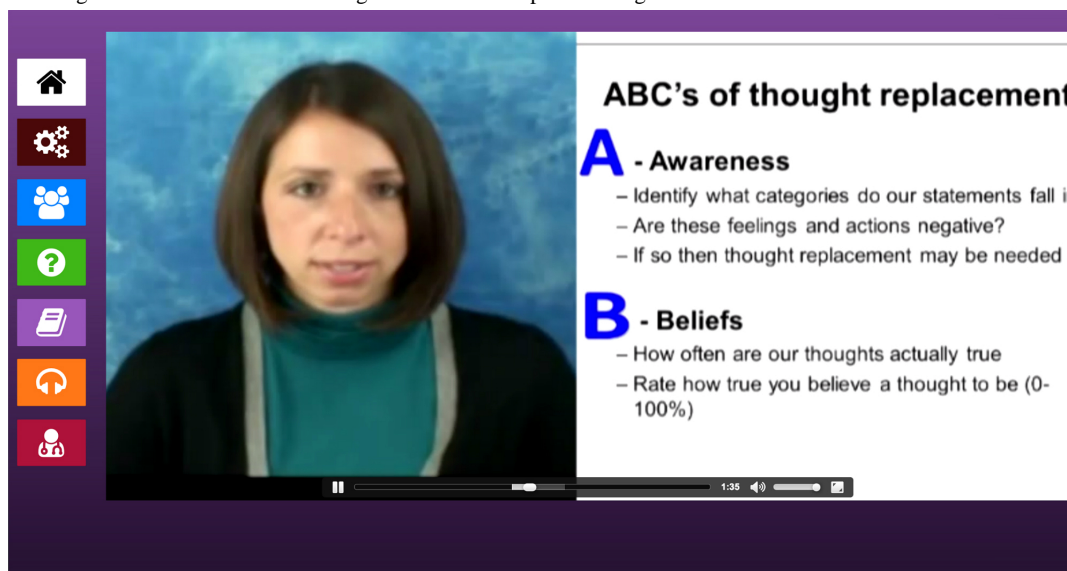 ABC's of thought replacement
A - Awareness
– Identify what categories do our statements fall i
– Are these feelings and actions negative?
– If so then thought replacement may be needed
B - Beliefs
– How often are our thoughts actually true
– Rate how true you believe a thought to be (0-
100%)
1:35